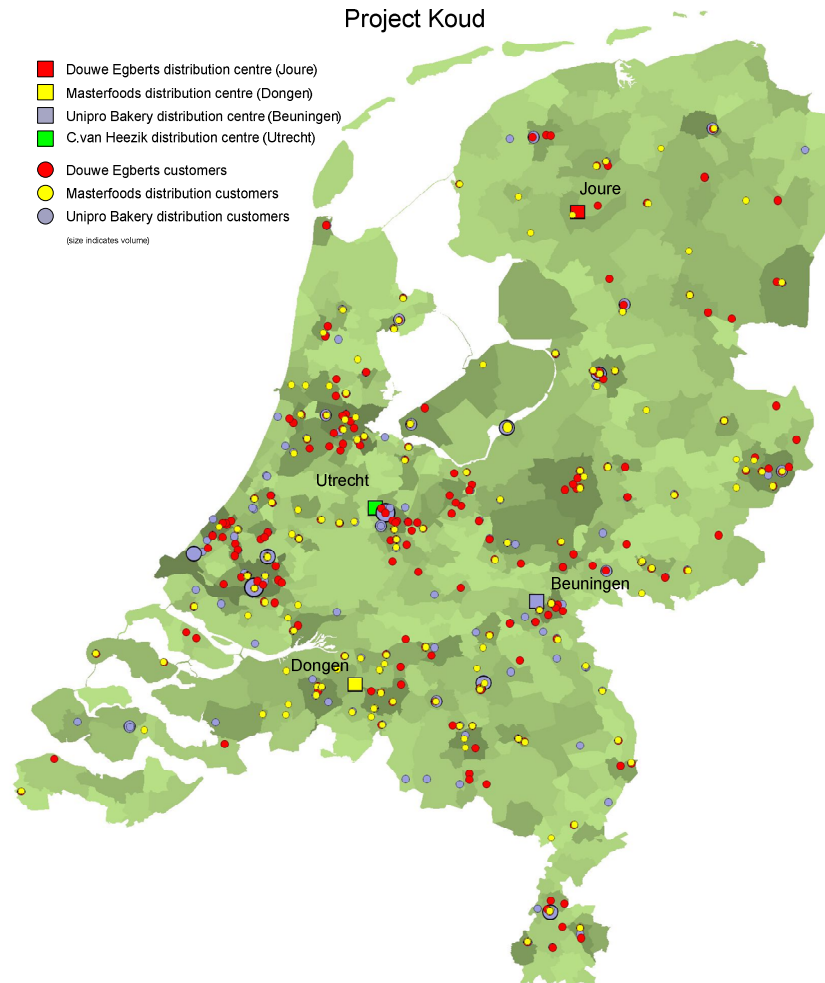 Project Koud
Douwe Egberts distribution centre (Joure)
Masterfoods distribution centre (Dongen)
Unipro Bakery distribution centre (Beuningen)
C.van Heezik distribution centre (Utrecht)
Douwe Egberts customers
Masterfoods distribution customers
Unipro Bakery distribution customers
(size indicates volume)
Joure
Utrecht
Beuningen
Dongen